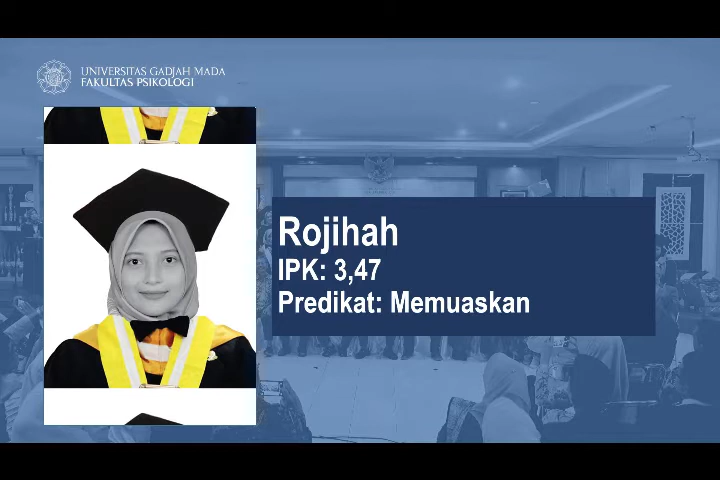 UNIVERSITAS GADJAH MADA
FAKULTAS PSIKOLOGI
Rojihah
IPK: 3,47
Predikat: Memuaskan